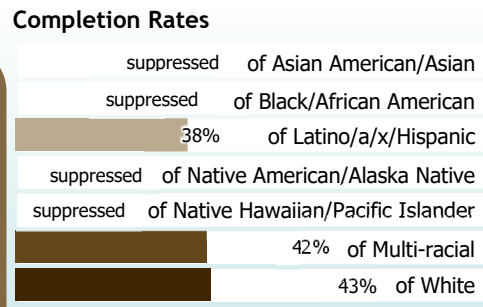 Completion Rates
suppressed of Asian American/Asian
suppressed of Black/African American
38% of Latino/a/x/Hispanic
suppressed of Native American/Alaska Native
suppressed of Native Hawaiian/Pacific Islander
42% of Multi-racial
43% of White